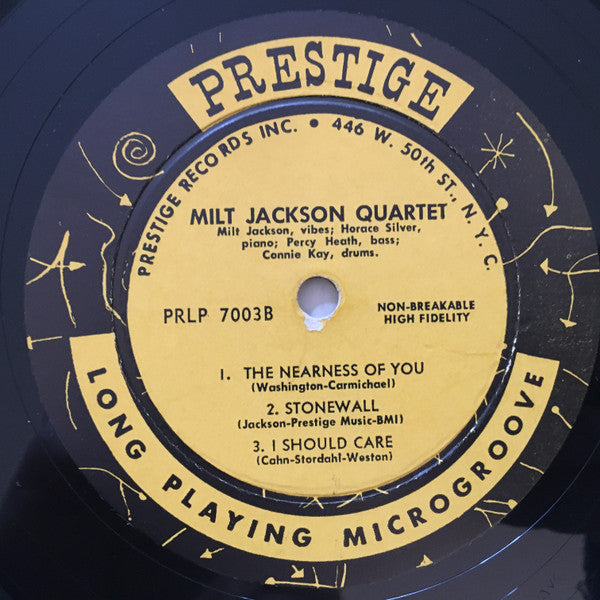 PRESTIGE
PRESTIGE RECORDS INC. • 446 W. 50th ST., N.Y.C.
MILT JACKSON QUARTET
Milt Jackson, vibes; Horace Silver,
piano; Percy Heath, bass;
Connie Kay, drums.
PRLP 7003B
NON-BREAKABLE
HIGH FIDELITY
1. THE NEARNESS OF YOU
(Washington-Carmichael)
2. STONEWALL
(Jackson-Prestige Music-BMI)
3. I SHOULD CARE
(Cahn-Stordahl-Weston)
LONG PLAYING MICROGROOVE